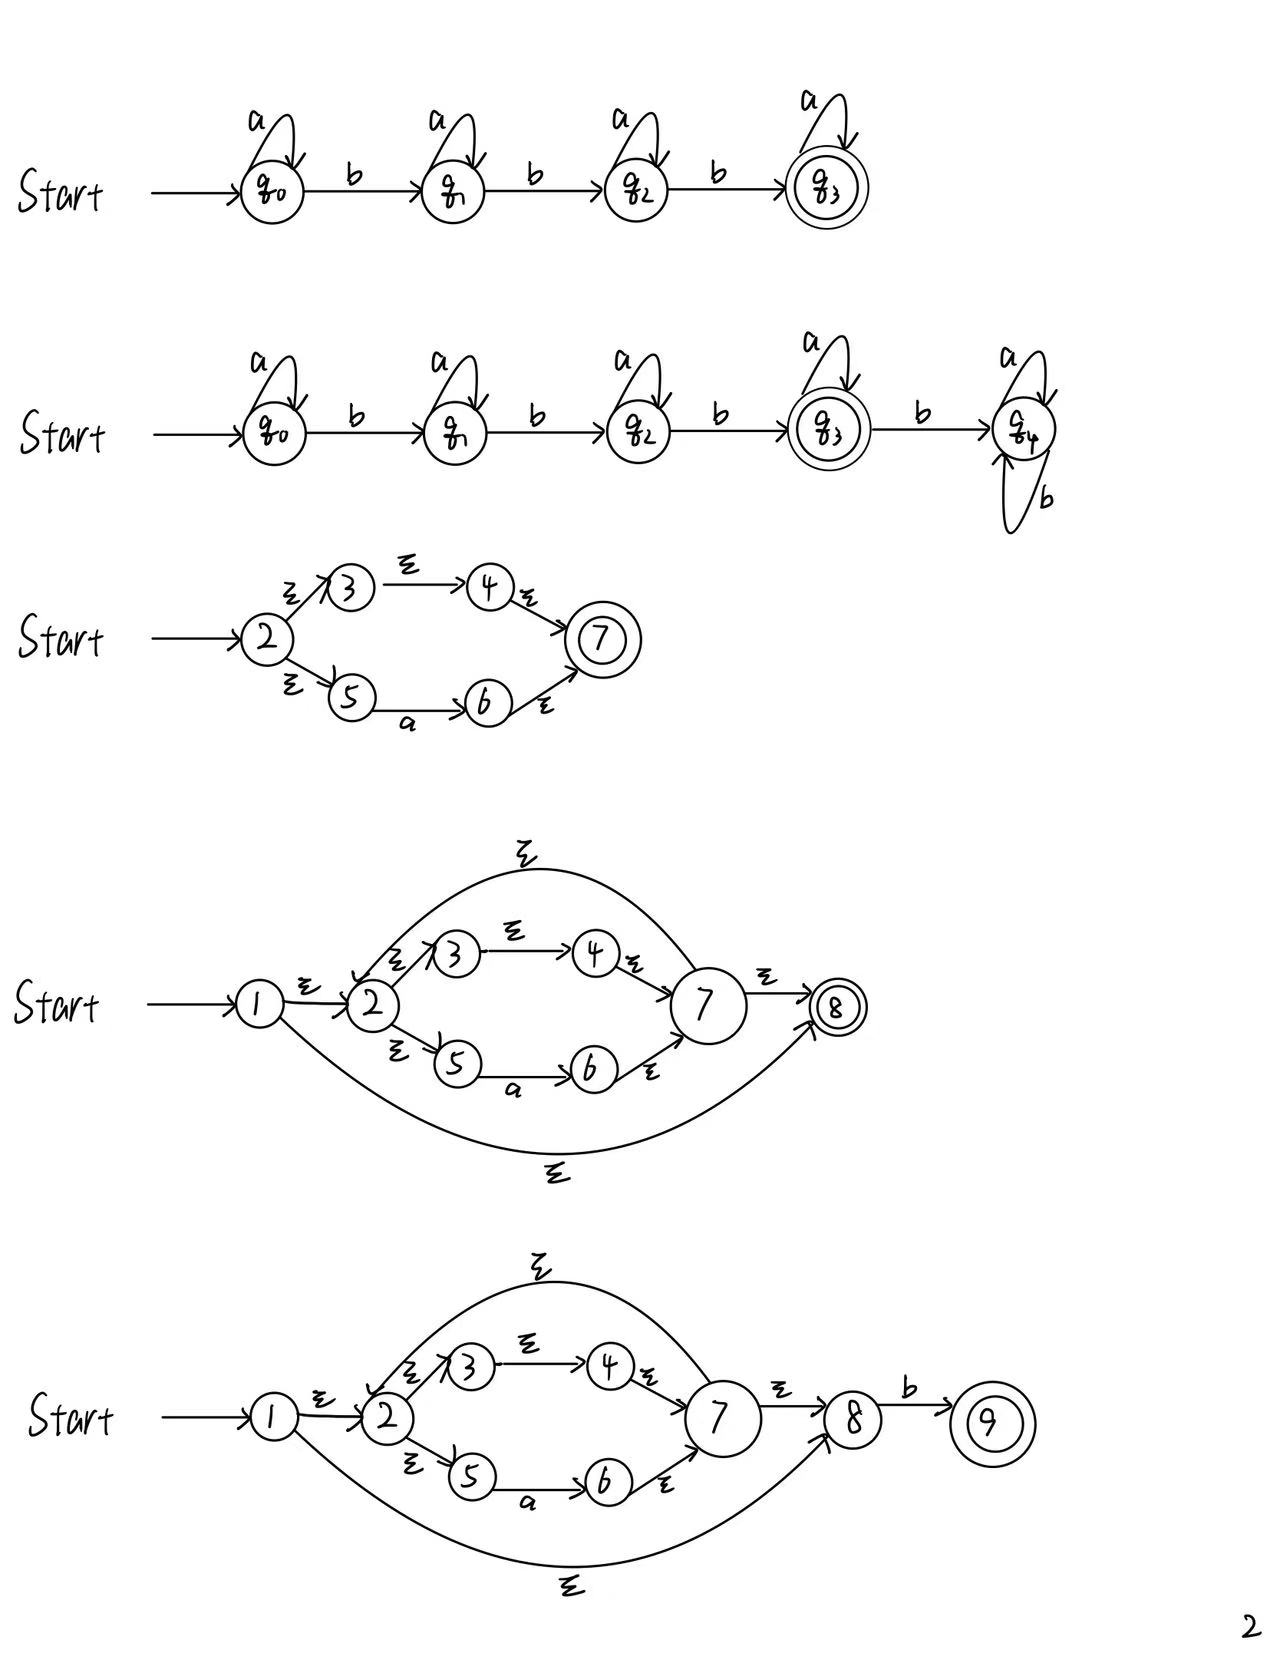 a a a a
Start q₀ b q₁ b q₂ b q₃
a a a a a
Start q₀ b q₁ b q₂ b q₃ b q₄
b
ε 3 ε 4 ε
Start 2 7
ε 5 a 6 ε
ε
ε 3 ε 4 ε
Start 1 ε 2 7 ε 8
ε 5 a 6 ε
ε
ε
ε 3 ε 4 ε
Start 1 ε 2 7 ε 8 b 9
ε 5 a 6 ε
ε
2